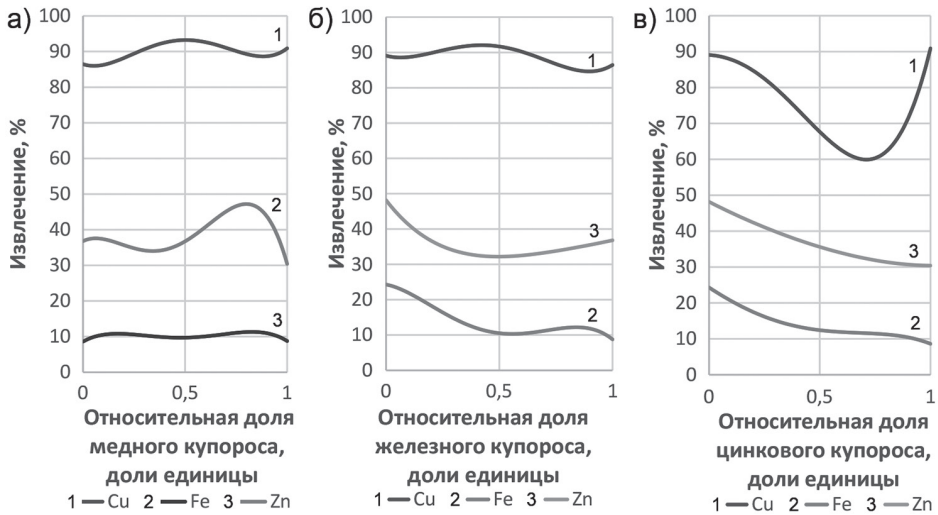 а)
Извлечение, %
100
90
80
70
60
50
40
30
20
10
0
1
2
3
0 0,5 1
Относительная доля
медного купороса,
доли единицы
1 Cu 2 Fe 3 Zn
б)
Извлечение, %
100
90
80
70
60
50
40
30
20
10
0
1
3
2
0 0,5 1
Относительная доля
железного купороса,
доли единицы
1 Cu 2 Fe 3 Zn
в)
Извлечение, %
100
90
80
70
60
50
40
30
20
10
0
1
3
2
0 0,5 1
Относительная доля
цинкового купороса,
доли единицы
1 Cu 2 Fe 3 Zn